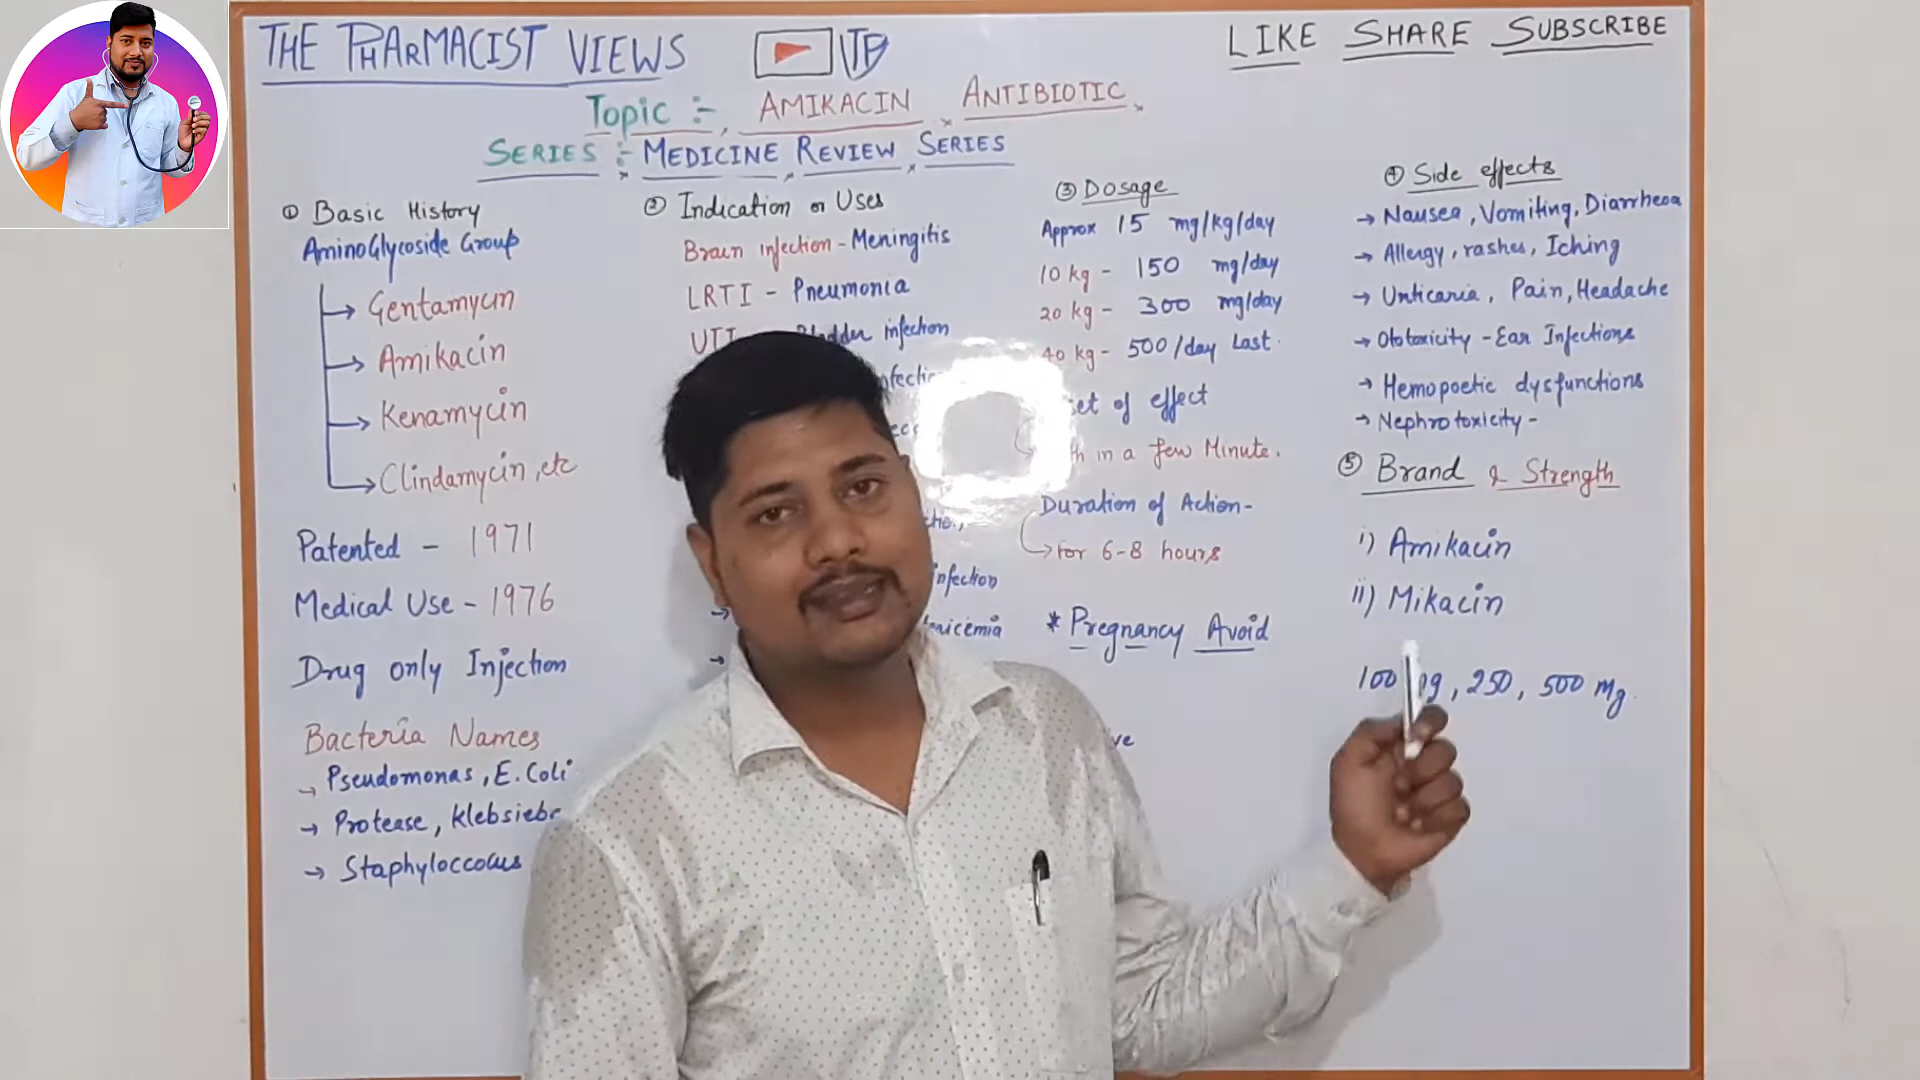 THE PHARMACIST VIEWS
LIKE SHARE SUBSCRIBE
Topic :- AMIKACIN ANTIBIOTIC
SERIES :- MEDICINE REVIEW SERIES
① Basic History
AminoGlycoside Group
→ Gentamycin
→ Amikacin
→ Kenamycin
→ Clindamycin, etc
Patented - 1971
Medical Use - 1976
Drug only Injection
Bacteria Names
→ Pseudomonas, E. Coli
→ Protease, Klebsiebe
→ Staphyloccocus
② Indication or Uses
Brain infection - Meningitis
LRTI - Pneumonia
UTI Bladder infection
③ Dosage
Approx 15 mg/kg/day
10 kg - 150 mg/day
20 kg - 300 mg/day
40 kg - 500/day Last.
of effect
in a few Minute.
Duration of Action-
→ for 6-8 hours
* Pregnancy Avoid
④ Side effects
→ Nausea, Vomiting, Diarrheoa
→ Allergy, rashes, Iching
→ Urticaria, Pain, Headache
→ Ototoxicity - Ear Infections
→ Hemopoetic dysfunctions
→ Nephrotoxicity -
⑤ Brand & Strength
i) Amikacin
ii) Mikacin
100 mg, 250, 500 Mg.